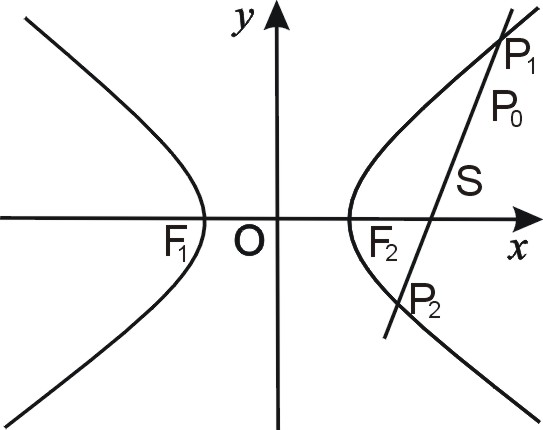 y
P₁
P₀
S
F₁ O F₂ x
P₂